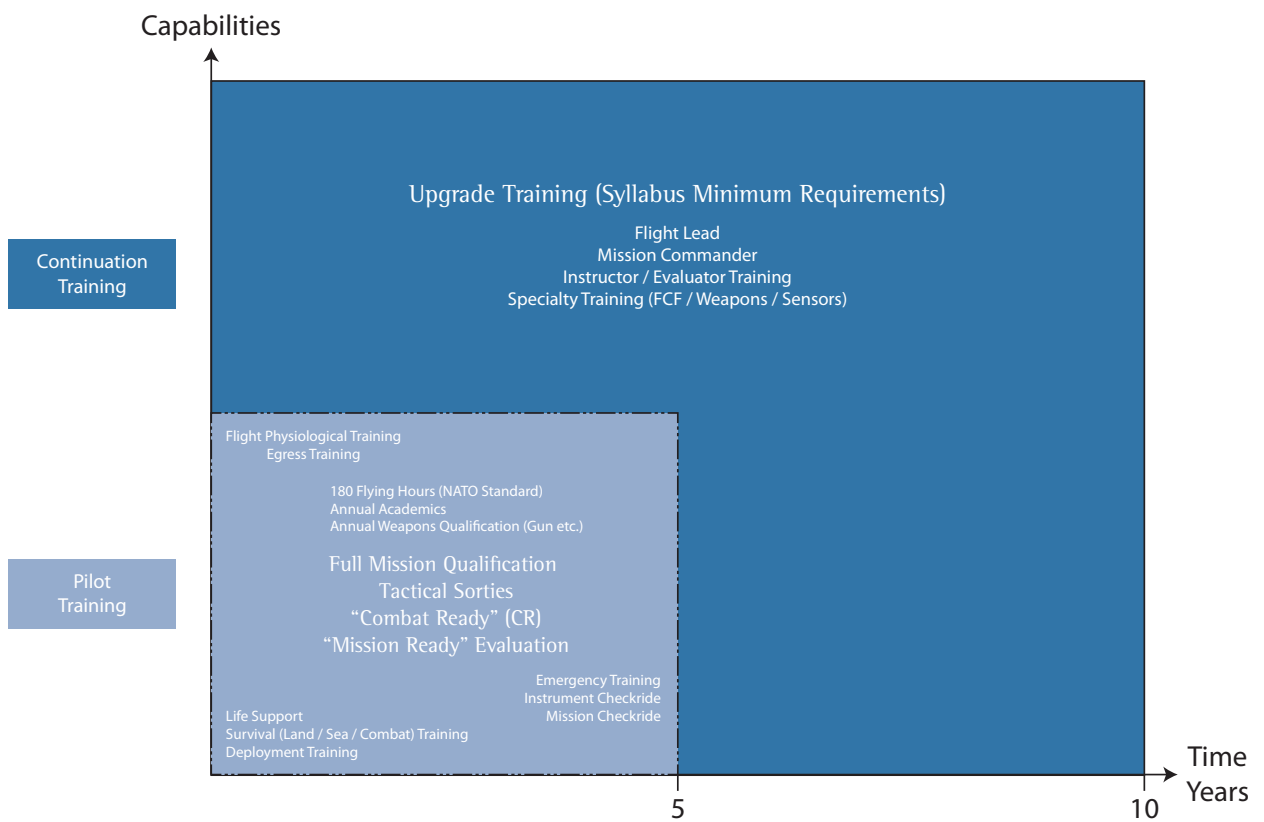 Capabilities
Upgrade Training (Syllabus Minimum Requirements)
Flight Lead
Mission Commander
Instructor / Evaluator Training
Specialty Training (FCF / Weapons / Sensors)
Continuation
Training
Flight Physiological Training
Egress Training
180 Flying Hours (NATO Standard)
Annual Academics
Annual Weapons Qualification (Gun etc.)
Full Mission Qualification
Tactical Sorties
“Combat Ready” (CR)
“Mission Ready” Evaluation
Pilot
Training
Emergency Training
Instrument Checkride
Mission Checkride
Life Support
Survival (Land / Sea / Combat) Training
Deployment Training
Time
Years
5
10